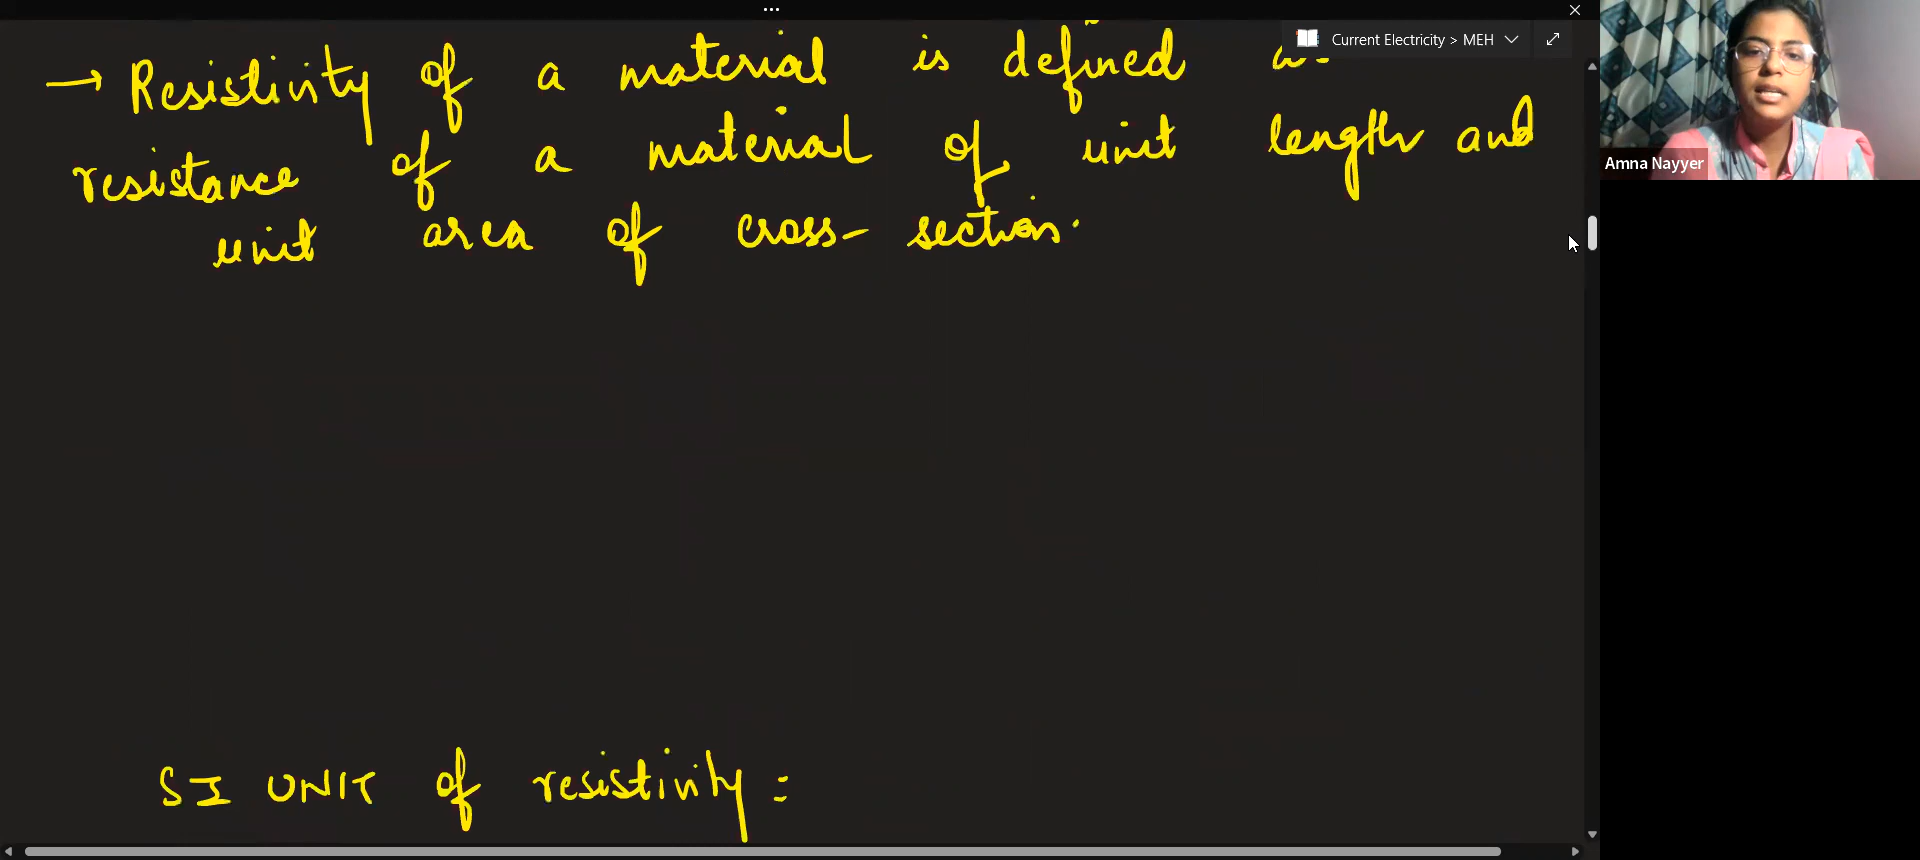 Current Electricity > MEH
→ Resistivity of a material is defined
resistance of a material of unit length and
unit area of cross-section.
SI UNIT of resistivity =
Amna Nayyer